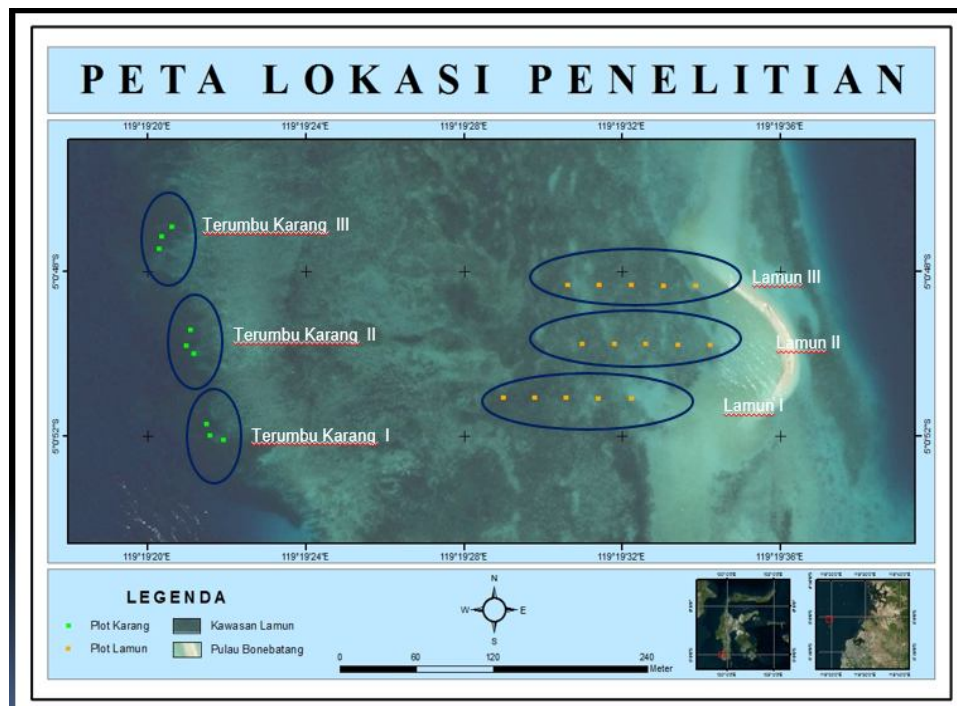 PETA LOKASI PENELITIAN
119°19'20"E 119°19'24"E 119°19'28"E 119°19'32"E 119°19'36"E
Terumbu Karang III
5°0'48"S 5°0'48"S
Lamun III
Terumbu Karang II
Lamun II
Lamun I
Terumbu Karang I
5°0'52"S 5°0'52"S
119°19'20"E 119°19'24"E 119°19'28"E 119°19'32"E 119°19'36"E
LEGENDA
Plot Karang
Kawasan Lamun
Plot Lamun
Pulau Bonebatang
N
W E
S
0 60 120 240
Meter